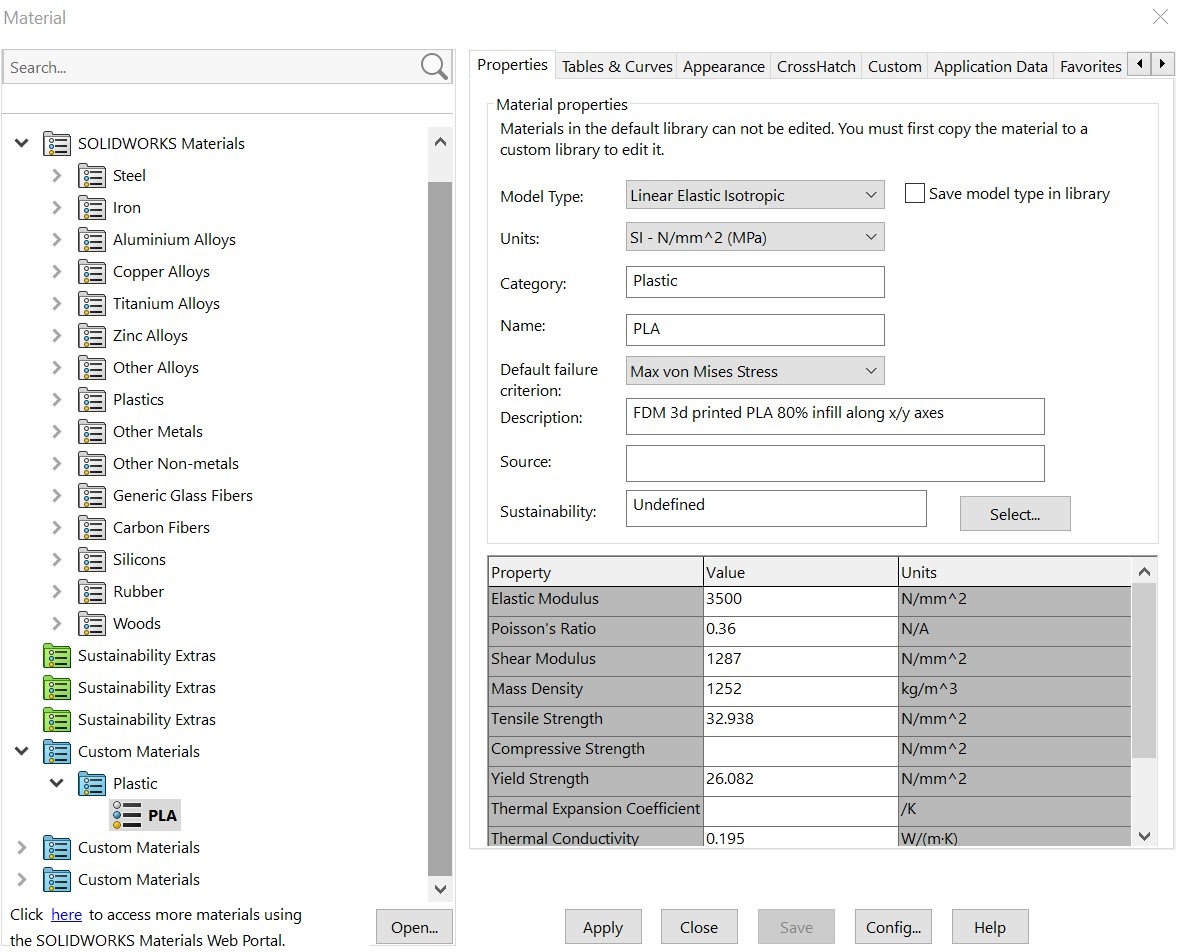 Material
Search...
SOLIDWORKS Materials
Steel
Iron
Aluminium Alloys
Copper Alloys
Titanium Alloys
Zinc Alloys
Other Alloys
Plastics
Other Metals
Other Non-metals
Generic Glass Fibers
Carbon Fibers
Silicons
Rubber
Woods
Sustainability Extras
Sustainability Extras
Sustainability Extras
Custom Materials
Plastic
PLA
Custom Materials
Custom Materials
Click here to access more materials using
the SOLIDWORKS Materials Web Portal.
Open...
Properties Tables & Curves Appearance CrossHatch Custom Application Data Favorites
Material properties
Materials in the default library can not be edited. You must first copy the material to a
custom library to edit it.
Model Type: Linear Elastic Isotropic Save model type in library
Units: SI - N/mm^2 (MPa)
Category: Plastic
Name: PLA
Default failure
criterion: Max von Mises Stress
Description: FDM 3d printed PLA 80% infill along x/y axes
Source:
Sustainability: Undefined Select...
Property Value Units
Elastic Modulus 3500 N/mm^2
Poisson's Ratio 0.36 N/A
Shear Modulus 1287 N/mm^2
Mass Density 1252 kg/m^3
Tensile Strength 32.938 N/mm^2
Compressive Strength N/mm^2
Yield Strength 26.082 N/mm^2
Thermal Expansion Coefficient /K
Thermal Conductivity 0.195 W/(m·K)
Apply Close Save Config... Help